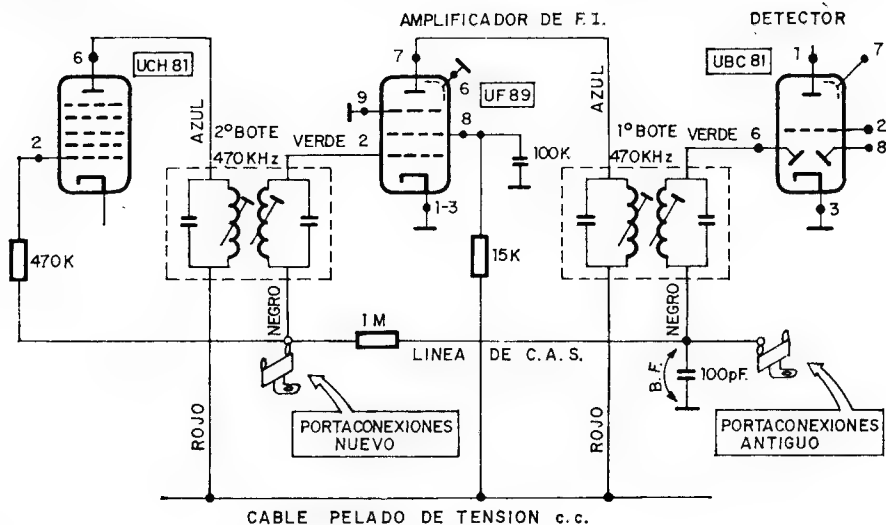 AMPLIFICADOR DE F.I.
DETECTOR
6
UCH 81
7
6
UF 89
1
7
UBC 81
9
8
2
AZUL
2º BOTE
470KHz
VERDE
2
100K
AZUL
1º BOTE
470KHz
VERDE
6
2
8
1-3
3
470K
15K
NEGRO
NEGRO
1M
LINEA DE C.A.S.
B.F.
100pF.
ROJO
PORTACONEXIONES
NUEVO
ROJO
PORTACONEXIONES
ANTIGUO
CABLE PELADO DE TENSION c.c.